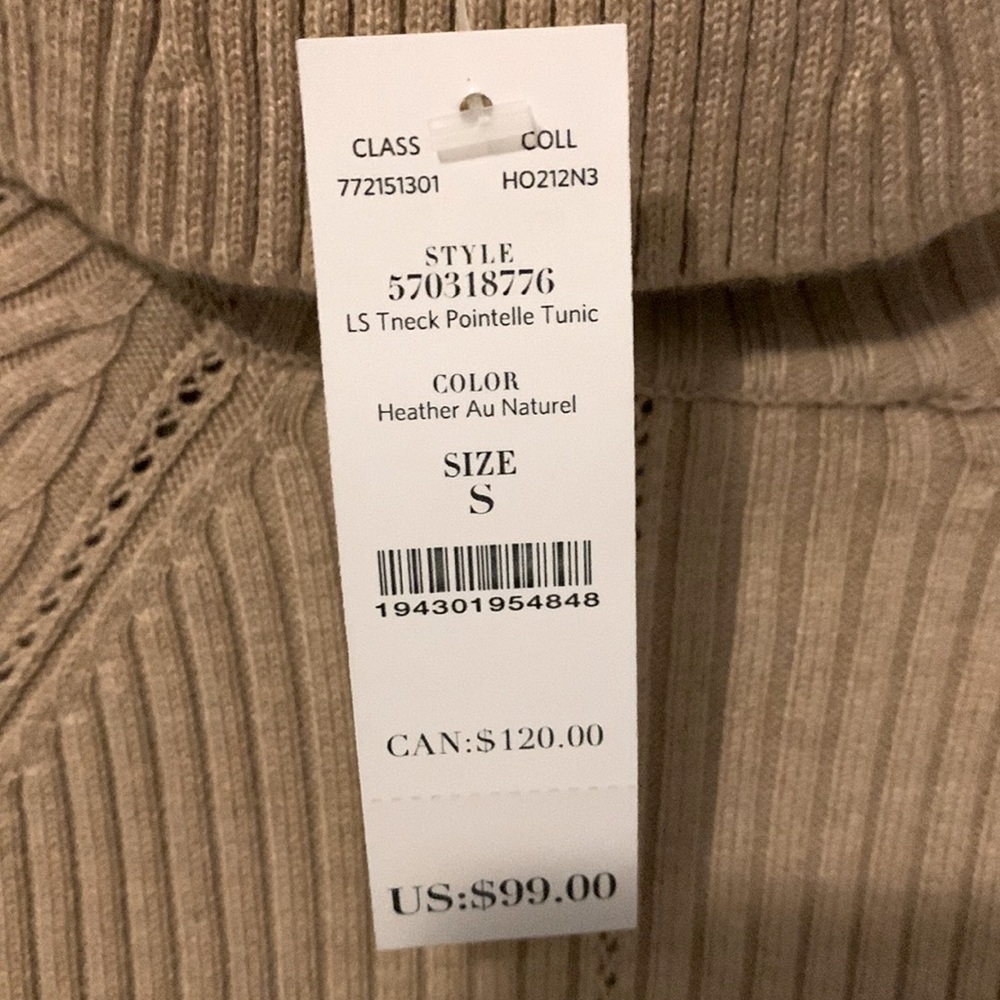 CLASS COLL
772151301 HO212N3
STYLE
570318776
LS Tneck Pointelle Tunic
COLOR
Heather Au Naturel
SIZE
S
194301954848
CAN:$120.00
US:$99.00